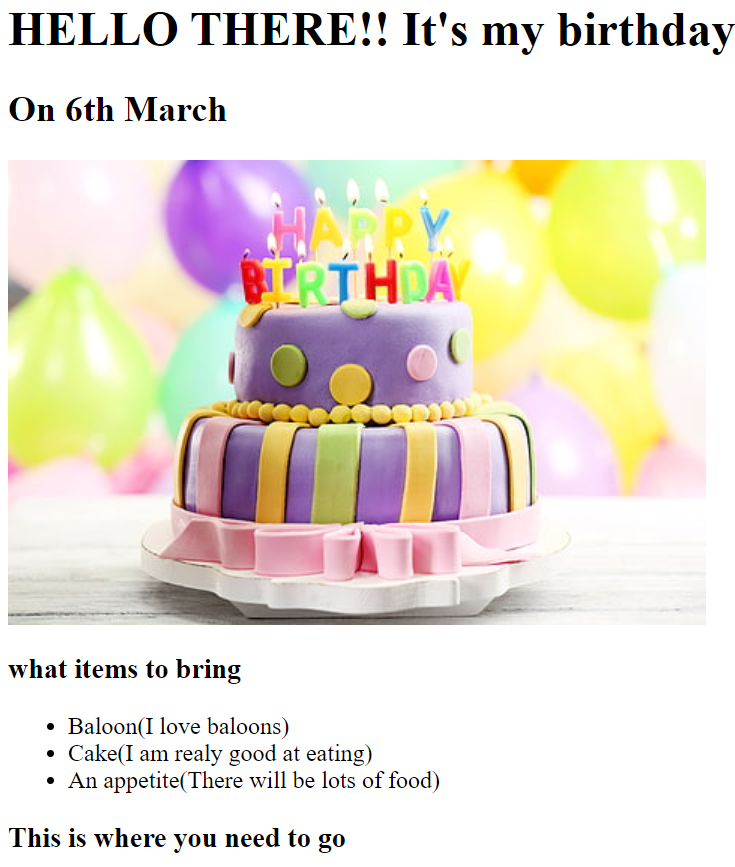 HELLO THERE!! It's my birthday
On 6th March
HAPPY
BIRTHDAY
what items to bring
Baloon(I love baloons)
Cake(I am realy good at eating)
An appetite(There will be lots of food)
This is where you need to go